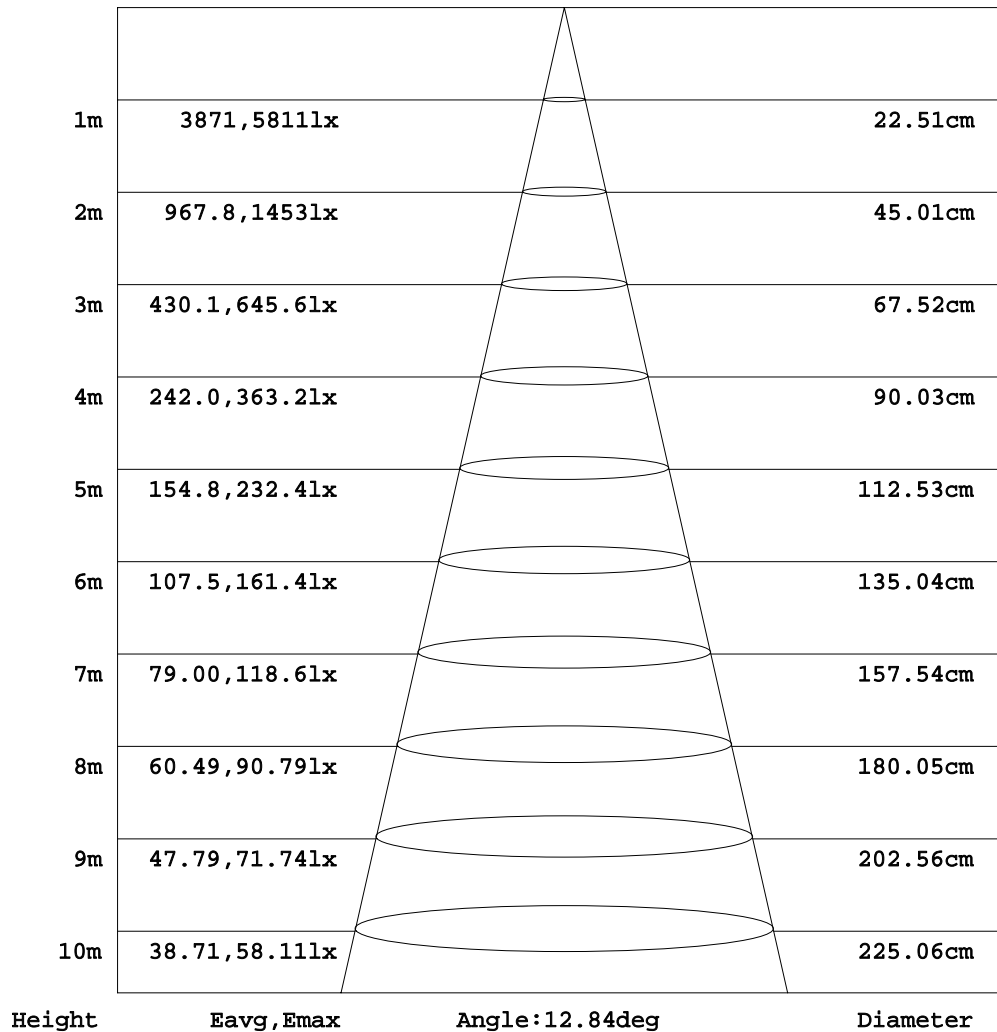 1m 3871,5811lx 22.51cm
2m 967.8,1453lx 45.01cm
3m 430.1,645.6lx 67.52cm
4m 242.0,363.2lx 90.03cm
5m 154.8,232.4lx 112.53cm
6m 107.5,161.4lx 135.04cm
7m 79.00,118.6lx 157.54cm
8m 60.49,90.79lx 180.05cm
9m 47.79,71.74lx 202.56cm
10m 38.71,58.11lx 225.06cm
Height Eavg,Emax Angle:12.84deg Diameter